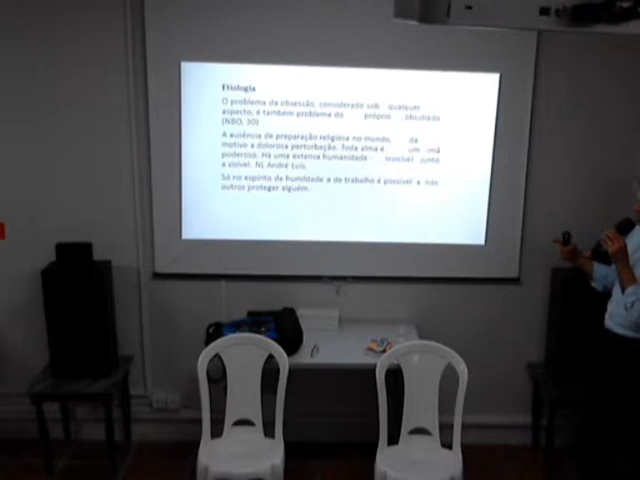 Etiologia
O problema da obsessão, considerado sob qualquer
aspecto, é também problema do próprio obsidiado
(NBO, 30)
A ausência de preparação religiosa no mundo, dá
motivo a dolorosa perturbação. Toda alma é um imã
poderoso. Há uma extensa humanidade invisível junto
a visível. NL André Luís.
Só no espírito de humildade e de trabalho é possível a nós
outros proteger alguém.